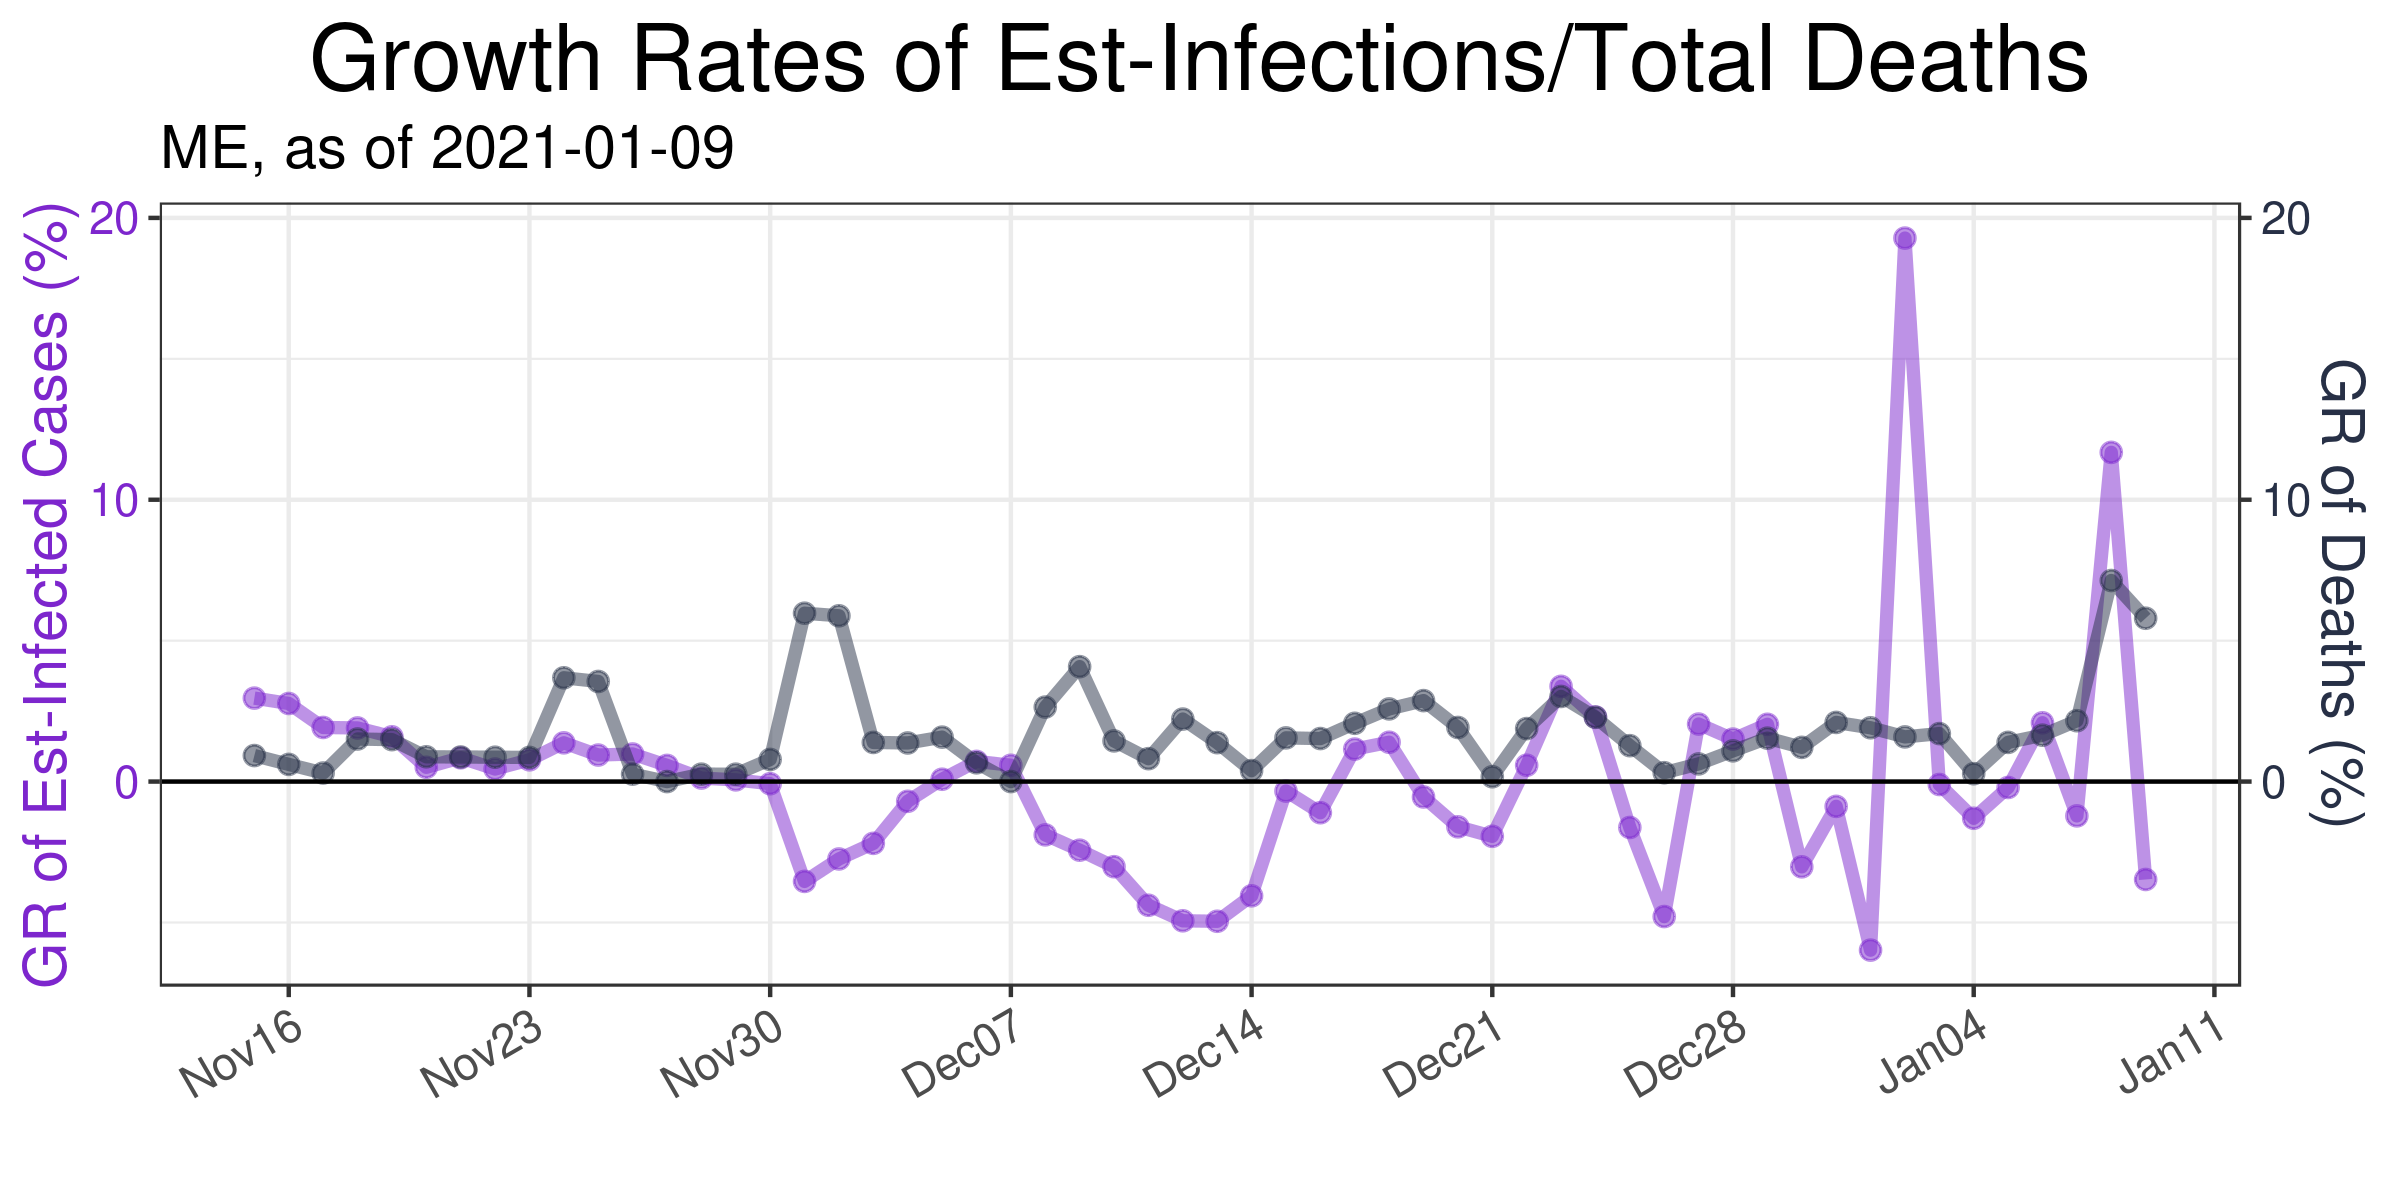 Growth Rates of Est-Infections/Total Deaths
ME, as of 2021-01-09
GR of Est-Infected Cases (%)
20
10
0
20
10
0
GR of Deaths (%)
Nov16
Nov23
Nov30
Dec07
Dec14
Dec21
Dec28
Jan04
Jan11